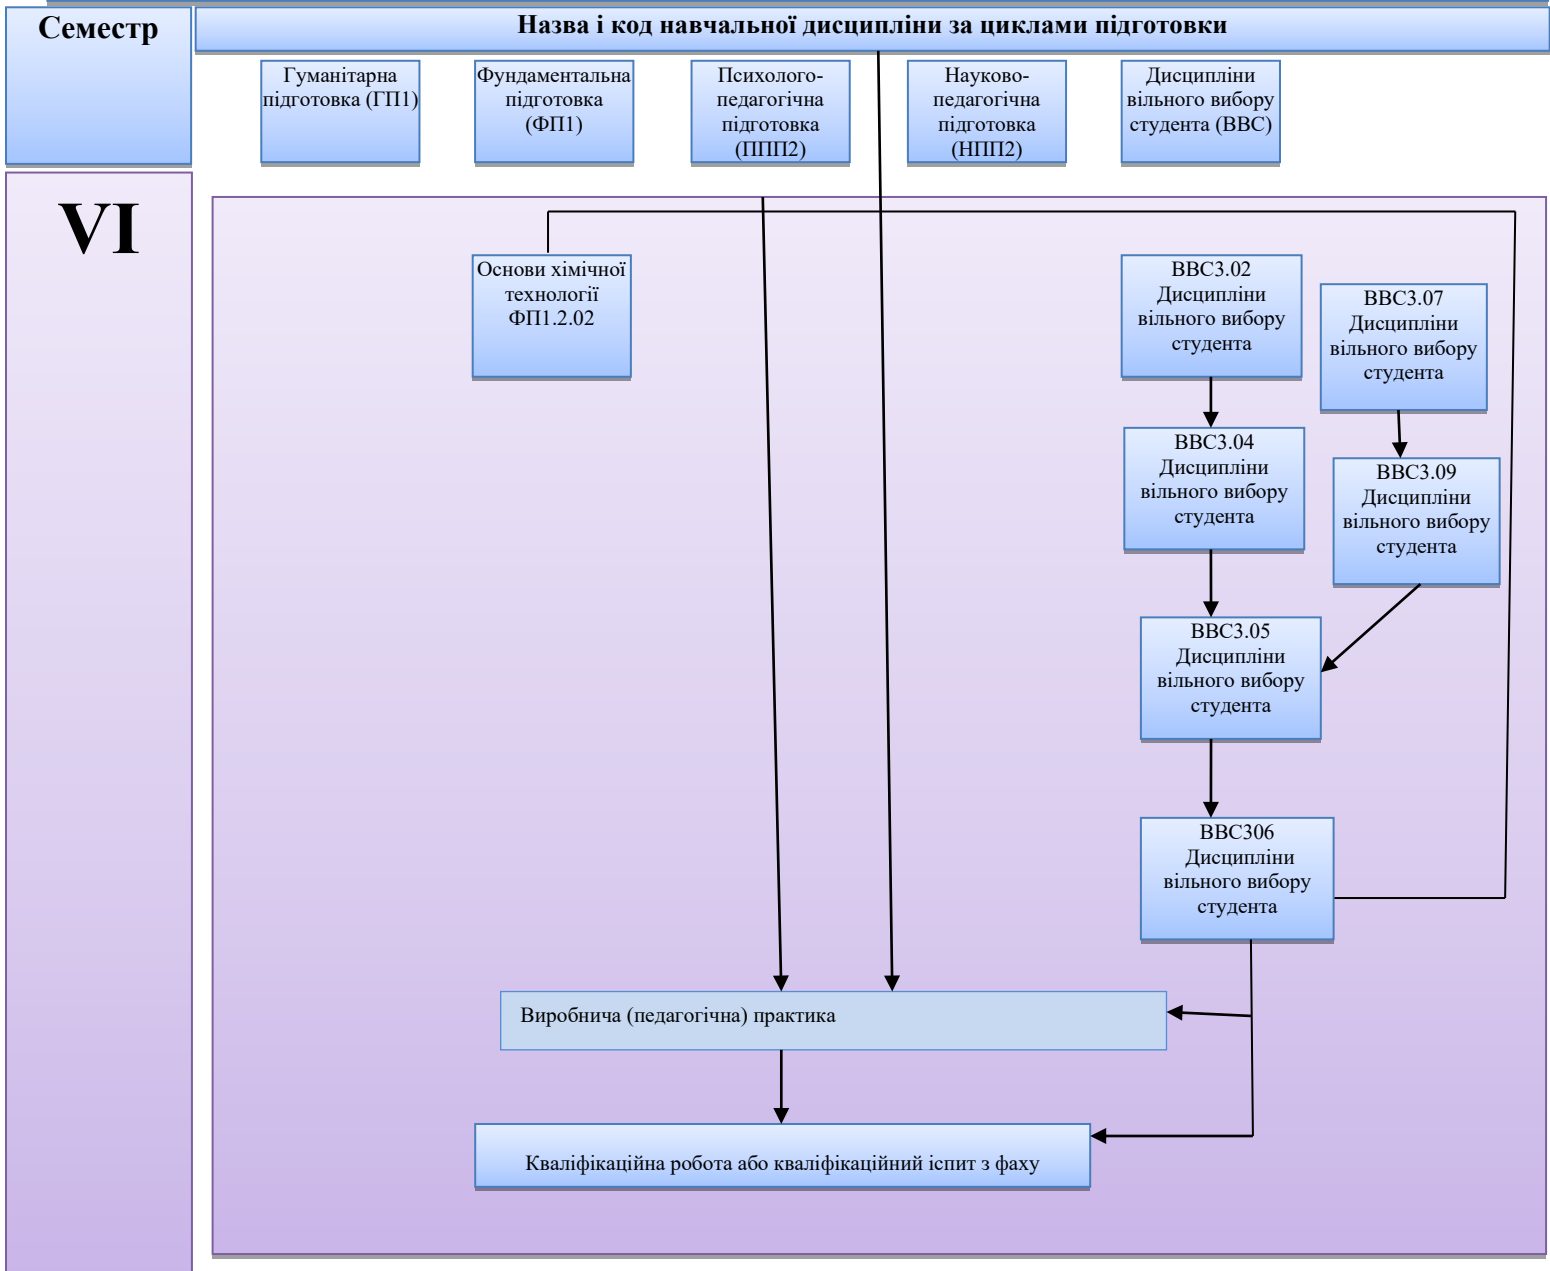 Семестр
Назва і код навчальної дисципліни за циклами підготовки
Гуманітарна
підготовка (ГП1)
Фундаментальна
підготовка
(ФП1)
Психолого-
педагогічна
підготовка
(ППП2)
Науково-
педагогічна
підготовка
(НПП2)
Дисципліни
вільного вибору
студента (ВВС)
VI
Основи хімічної
технології
ФП1.2.02
ВВС3.02
Дисципліни
вільного вибору
студента
ВВС3.07
Дисципліни
вільного вибору
студента
ВВС3.04
Дисципліни
вільного вибору
студента
ВВС3.09
Дисципліни
вільного вибору
студента
ВВС3.05
Дисципліни
вільного вибору
студента
ВВС306
Дисципліни
вільного вибору
студента
Виробнича (педагогічна) практика
Кваліфікаційна робота або кваліфікаційний іспит з фаху